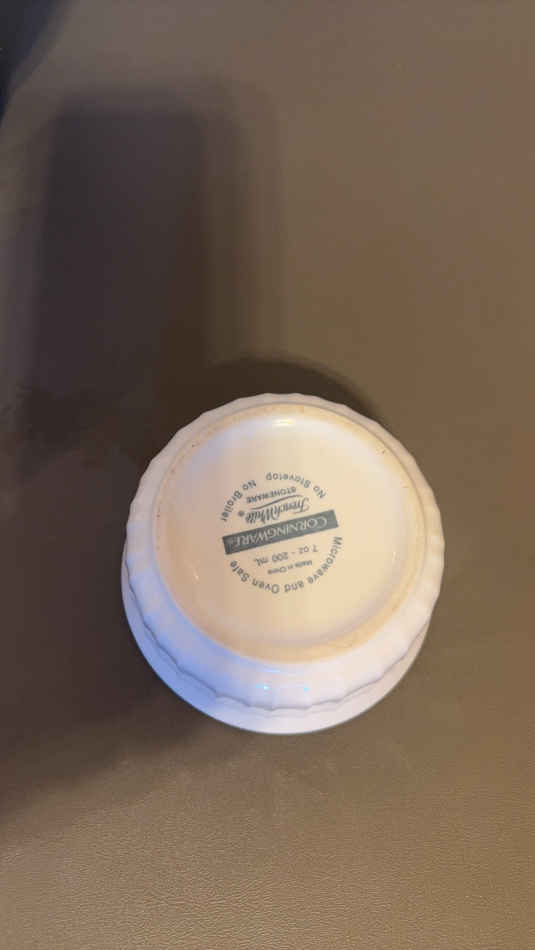 Microwave and Oven Safe
Made in China
7 oz - 200 mL
CORNINGWARE®
French White®
STONEWARE
No Stovetop No Broiler